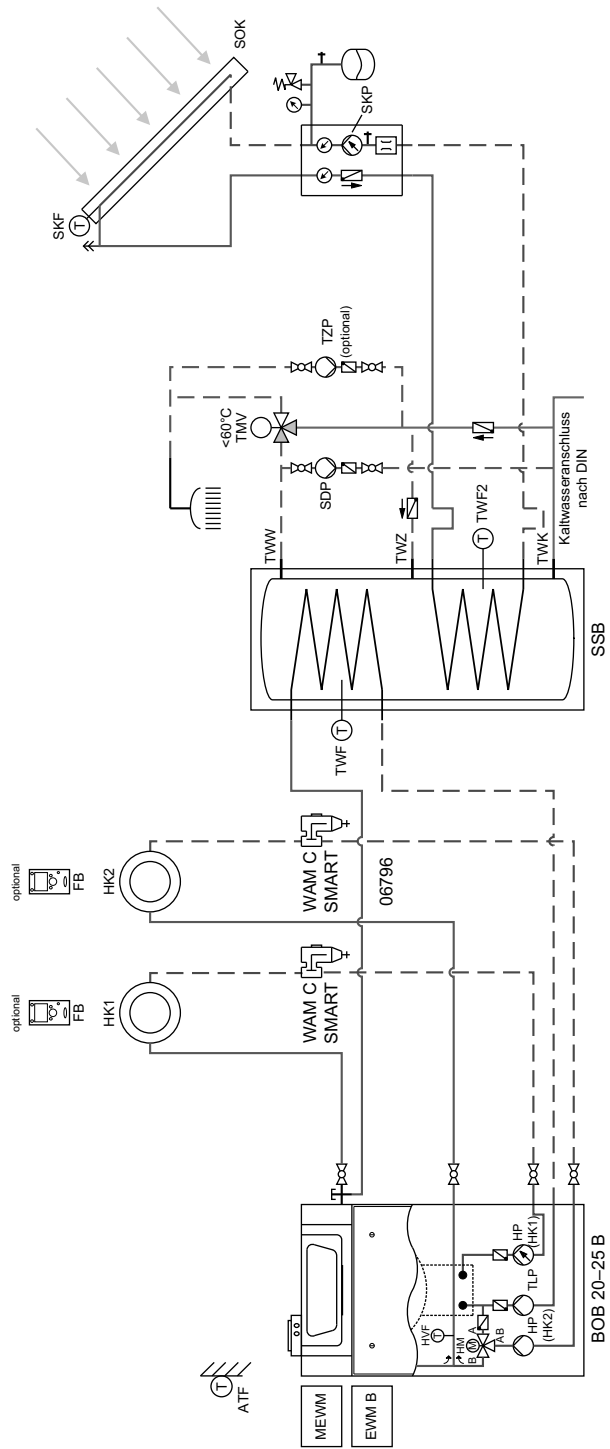 MEWM
EWM B
ATF
T
BOB 20–25 B
HVF
T
HM
M
B
A
AB
HP
(HK2)
TLP
HP
(HK1)
optional
FB
HK1
WAM C
SMART
optional
FB
HK2
WAM C
SMART
06796
TWF
T
SSB
TWW
TWZ
TWK
T
TWF2
SDP
<60°C
TMV
TZP
(optional)
Kaltwasseranschluss
nach DIN
SKF
T
SOK
SKP